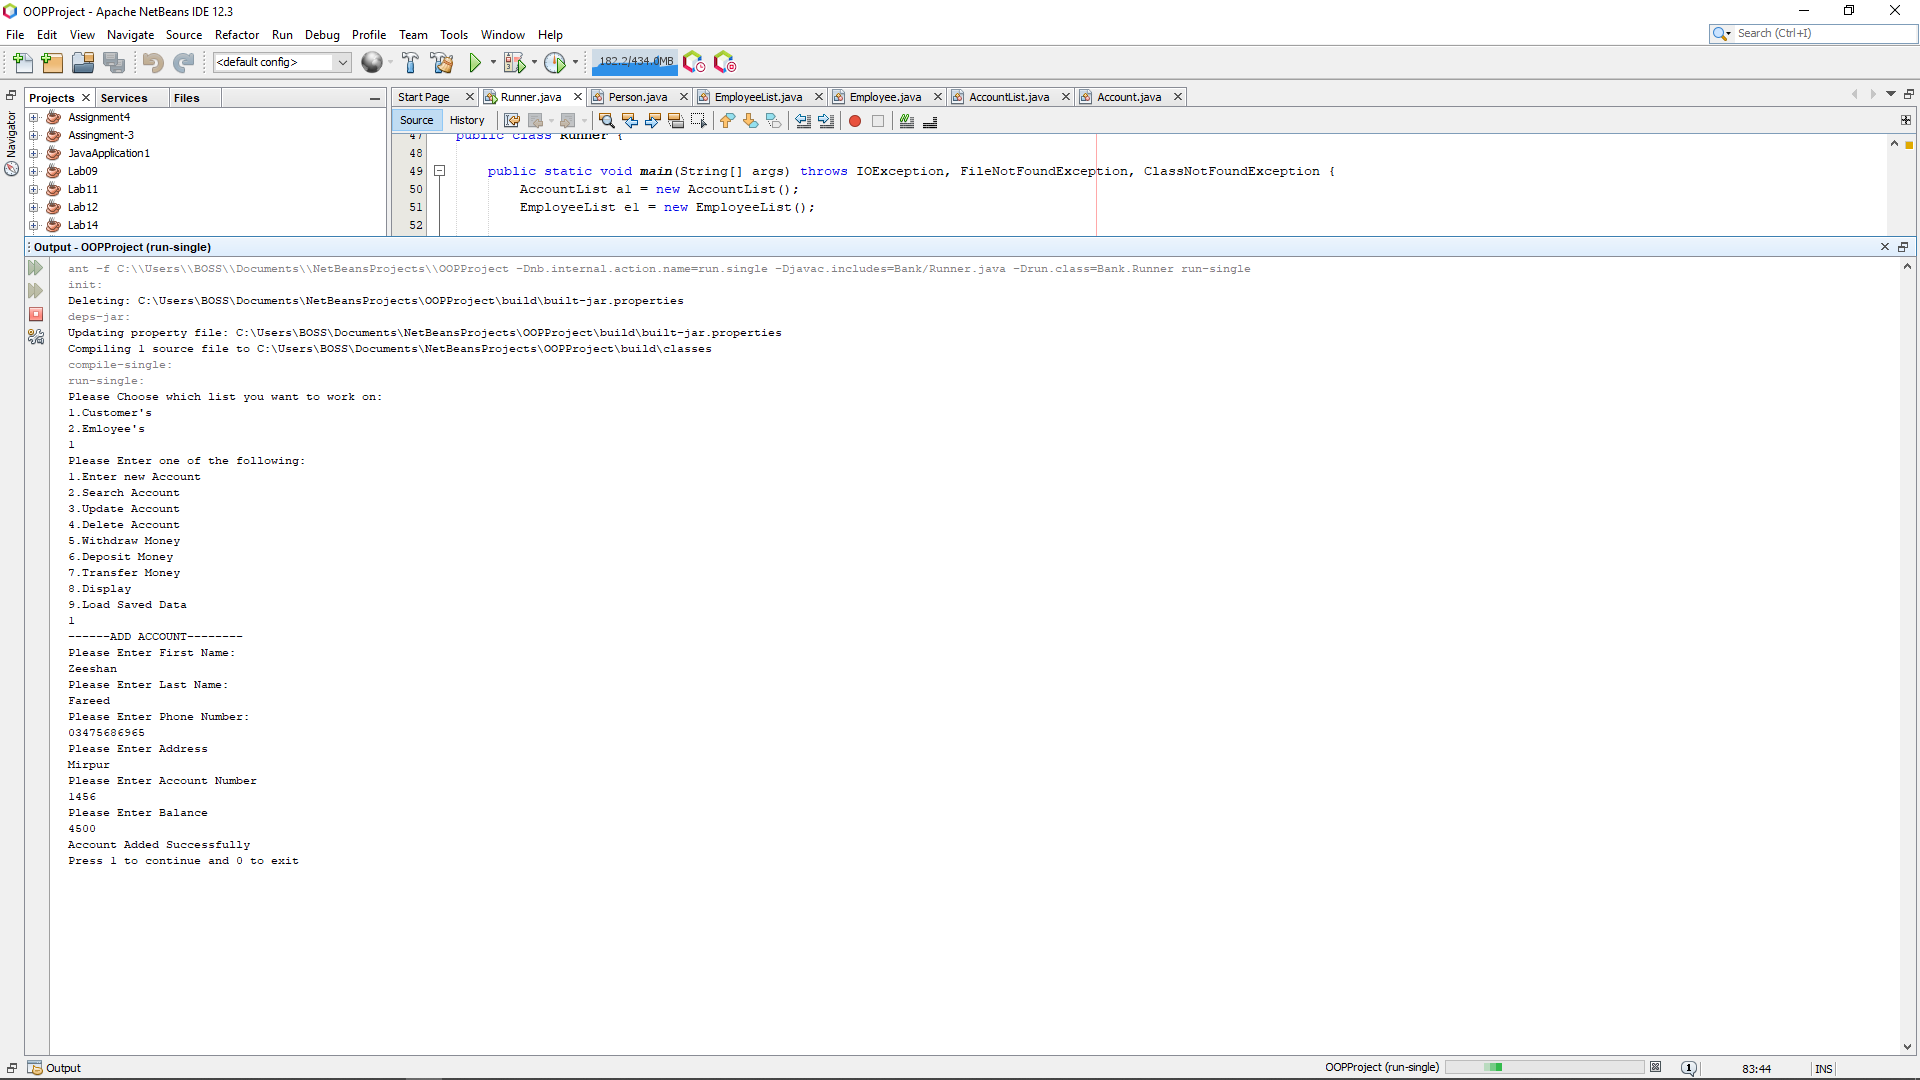 OOPProject - Apache NetBeans IDE 12.3
File Edit View Navigate Source Refactor Run Debug Profile Team Tools Window Help
Search (Ctrl+I)
<default config>
182.2/434.0MB
Projects Services Files
Start Page Runner.java Person.java EmployeeList.java Employee.java AccountList.java Account.java
Navigator
Assignment4
Assingment-3
JavaApplication1
Lab09
Lab11
Lab12
Lab14
Source History
47 public class Runner {
48
49 public static void main(String[] args) throws IOException, FileNotFoundException, ClassNotFoundException {
50 AccountList a1 = new AccountList();
51 EmployeeList e1 = new EmployeeList();
52
Output - OOPProject (run-single)
ant -f C:\\Users\\BOSS\\Documents\\NetBeansProjects\\OOPProject -Dnb.internal.action.name=run.single -Djavac.includes=Bank/Runner.java -Drun.class=Bank.Runner run-single
init:
Deleting: C:\Users\BOSS\Documents\NetBeansProjects\OOPProject\build\built-jar.properties
deps-jar:
Updating property file: C:\Users\BOSS\Documents\NetBeansProjects\OOPProject\build\built-jar.properties
Compiling 1 source file to C:\Users\BOSS\Documents\NetBeansProjects\OOPProject\build\classes
compile-single:
run-single:
Please Choose which list you want to work on:
1.Customer's
2.Emloyee's
1
Please Enter one of the following:
1.Enter new Account
2.Search Account
3.Update Account
4.Delete Account
5.Withdraw Money
6.Deposit Money
7.Transfer Money
8.Display
9.Load Saved Data
1
------ADD ACCOUNT--------
Please Enter First Name:
Zeeshan
Please Enter Last Name:
Fareed
Please Enter Phone Number:
03475686965
Please Enter Address
Mirpur
Please Enter Account Number
1456
Please Enter Balance
4500
Account Added Successfully
Press 1 to continue and 0 to exit
Output
OOPProject (run-single)
1
83:44
INS